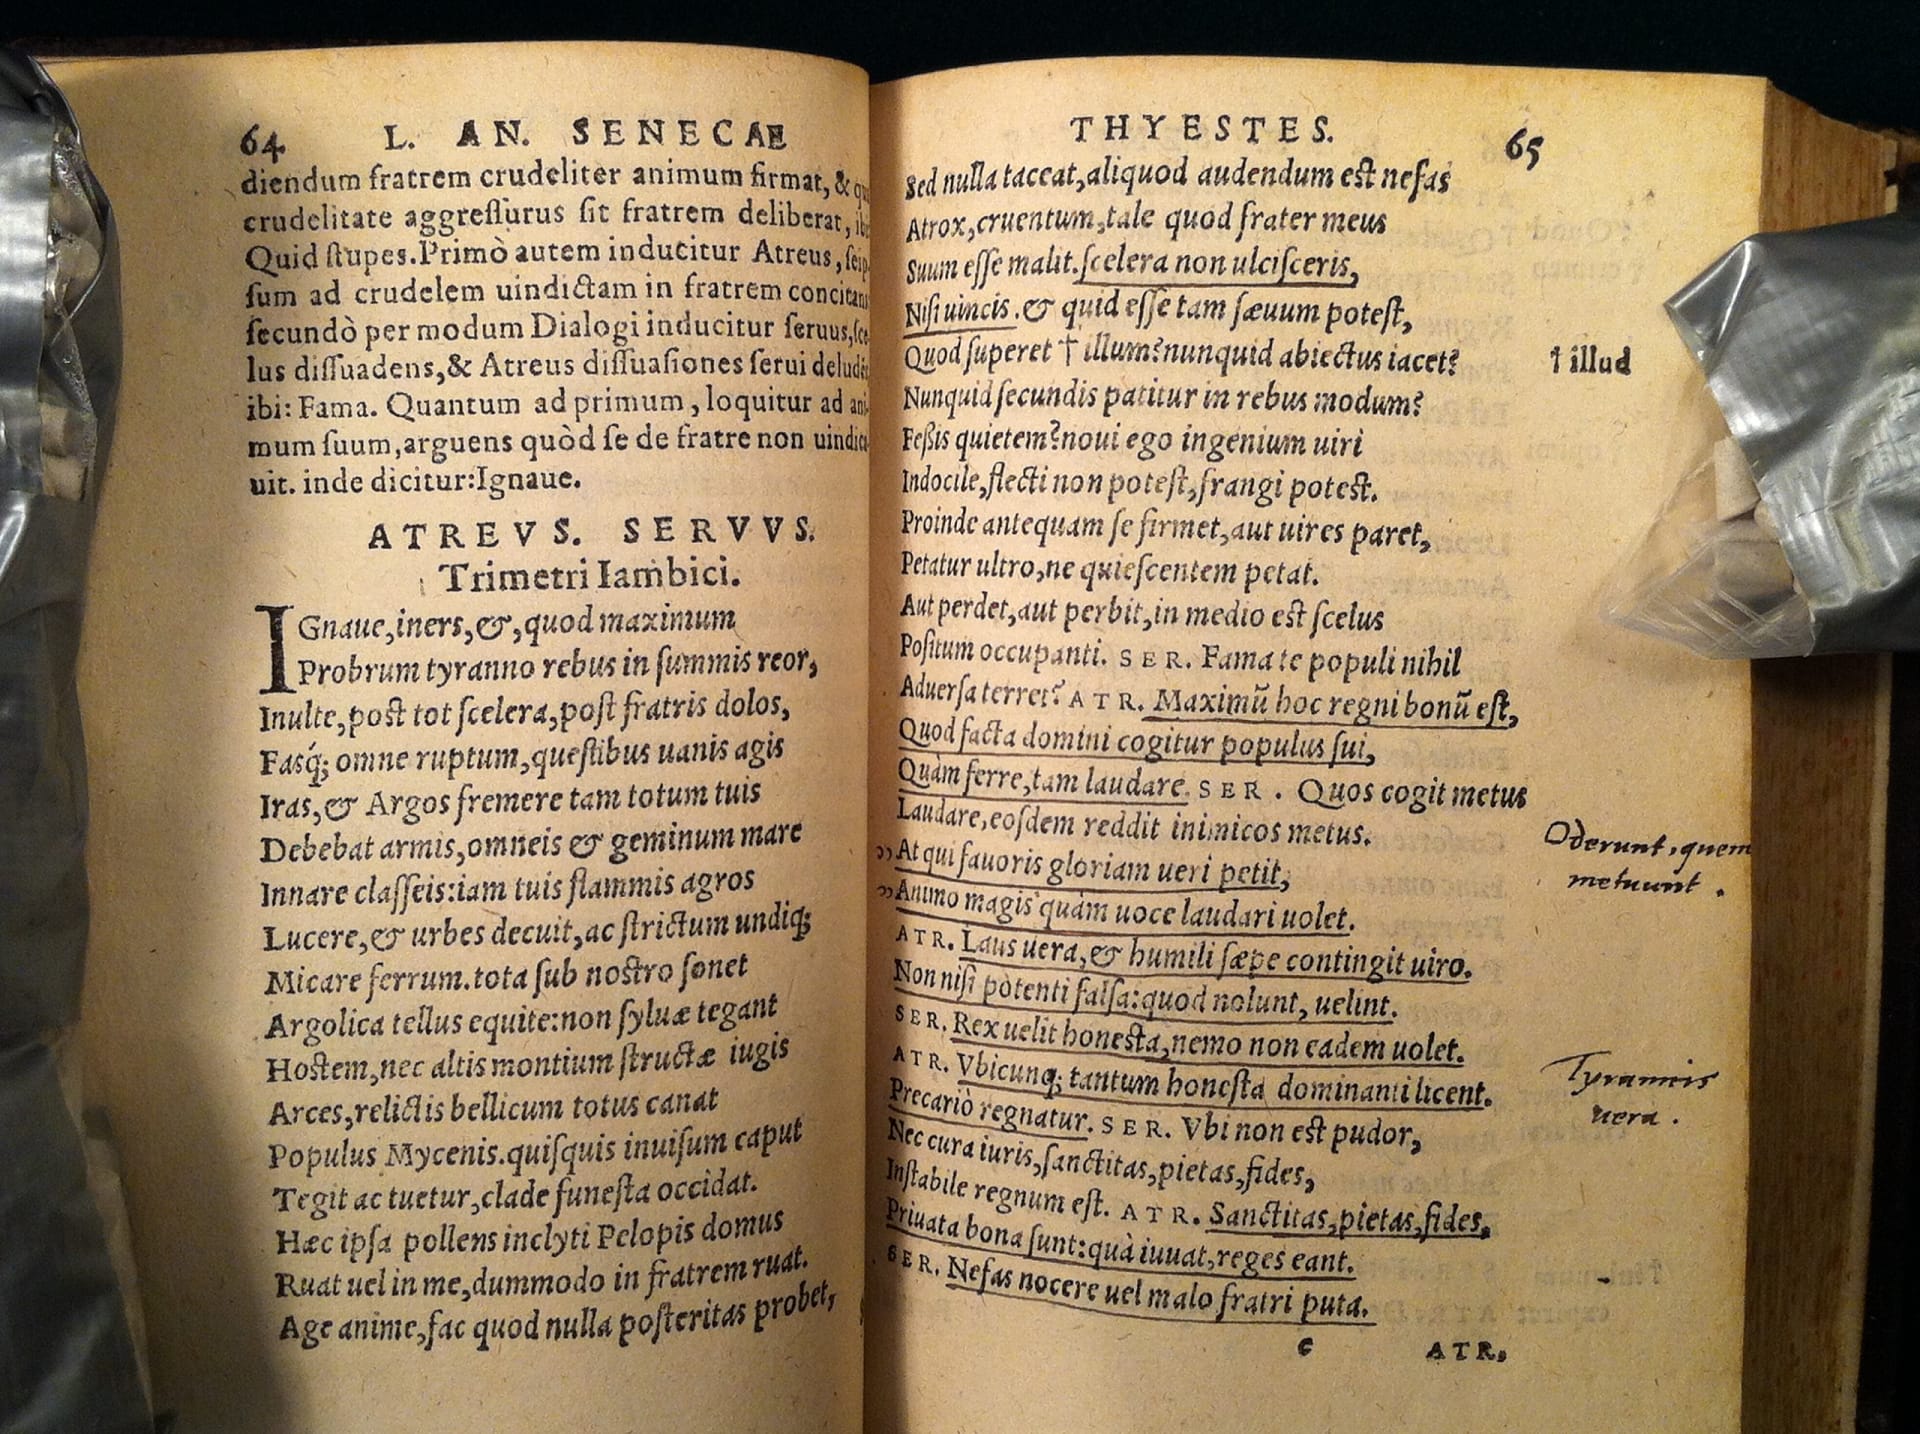 64 L. AN. SENECAE
diendum fratrem crudeliter animum firmat, &
crudelitate aggreſſurus ſit fratrem deliberat,
Quid ſtupes. Primò autem inducitur Atreus, ſeip
ſum ad crudelem uindictam in fratrem concitans
ſecundò per modum Dialogi inducitur ſeruus, ſce
lus diſſuadens, & Atreus diſſuaſiones ſerui
ibi: Fama. Quantum ad primum, loquitur ad ani
mum ſuum, arguens quòd ſe de fratre non uindica
uit. inde dicitur: Ignaue.
ATREVS. SERVVS.
Trimetri Iambici.
IGnaue, iners, &, quod maximum
Probrum tyranno rebus in ſummis reor,
Inulte, poſt tot ſcelera, poſt fratris dolos,
Fasq́; omne ruptum, queſtibus uanis agis
Iras, & Argos fremere tam totum tuis
Debebat armis, omneis & geminum mare
Innare claſſeis: iam tuis flammis agros
Lucere, & urbes decuit, ac ſtrictum undiq;
Micare ferrum. tota ſub noſtro ſonet
Argolica tellus equite: non ſyluæ tegant
Hoſtem, nec altis montium ſtructæ iugis
Arces, relictis bellicum totus canat
Populus Mycenis. quiſquis inuiſum caput
Tegit ac tuetur, clade funeſta occidat.
Hæc ipſa pollens inclyti Pelopis domus
Ruat uel in me, dummodo in fratrem ruat.
Age anime, fac quod nulla poſteritas probet,
THYESTES. 65
Sed nulla taceat, aliquod audendum eſt nefas
Atrox, cruentum, tale quod frater meus
Suum eſſe malit. ſcelera non ulciſceris,
Niſi uincis. & quid eſſe tam ſæuum poteſt,
Quod ſuperet † illum? nunquid abiectus iacet? † illud
Nunquid ſecundis patitur in rebus modum?
Feßis quietem? noui ego ingenium uiri
Indocile, flecti non poteſt, frangi poteſt.
Proinde antequam ſe firmet, aut uires paret,
Petatur ultro, ne quieſcentem petat.
Aut perdet, aut perbit, in medio eſt ſcelus
Poſitum occupanti. SER. Fama te populi nihil
Aduerſa terret? ATR. Maximũ hoc regni bonũ eſt,
Quod facta domini cogitur populus ſui,
Quàm ferre, tam laudare. SER. Quos cogit metus
Laudare, eoſdem reddit inimicos metus.
Oderunt, quem
metuunt.
„ At qui fauoris gloriam ueri petit,
„ Animo magis quàm uoce laudari uolet.
ATR. Laus uera, & humili ſæpe contingit uiro.
Non niſi potenti falſa: quod nolunt, uelint.
SER. Rex uelit honeſta, nemo non eadem uolet.
ATR. Vbicunq; tantum honeſta dominanti licent.
Tyrannis
uera.
Precariò regnatur. SER. Vbi non eſt pudor,
Nec cura iuris, ſanctitas, pietas, fides,
Inſtabile regnum eſt. ATR. Sanctitas, pietas, fides,
Priuata bona ſunt: quà iuuat, reges eant.
SER. Nefas nocere uel malo fratri puta.
ATR,